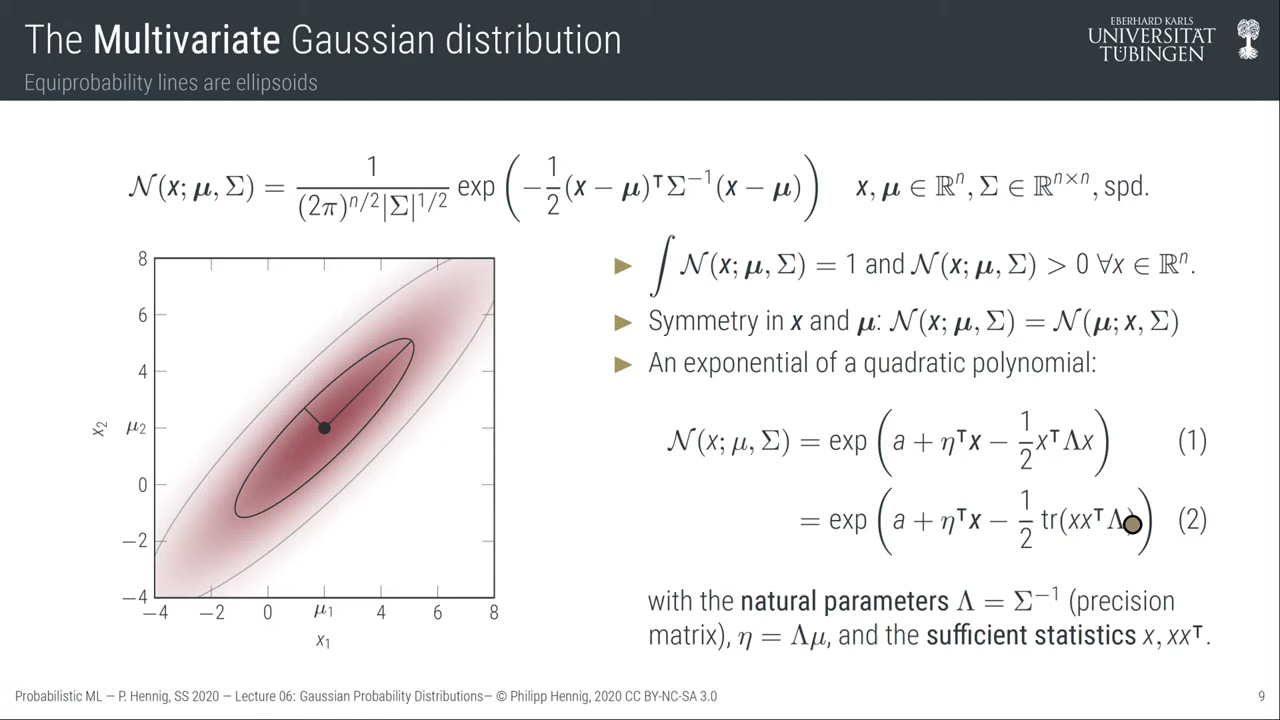 The Multivariate Gaussian distribution
Equiprobability lines are ellipsoids
EBERHARD KARLS
UNIVERSITÄT
TÜBINGEN
𝒩(x; μ, Σ) = 1 / ((2π)^{n/2}|Σ|^{1/2}) exp(−1/2 (x − μ)ᵀΣ⁻¹(x − μ)) x, μ ∈ ℝⁿ, Σ ∈ ℝⁿˣⁿ, spd.
8
6
4
x₂ μ₂
0
−2
−4
−4 −2 0 μ₁ 4 6 8
x₁
▶ ∫ 𝒩(x; μ, Σ) = 1 and 𝒩(x; μ, Σ) > 0 ∀x ∈ ℝⁿ.
▶ Symmetry in x and μ: 𝒩(x; μ, Σ) = 𝒩(μ; x, Σ)
▶ An exponential of a quadratic polynomial:
𝒩(x; μ, Σ) = exp(a + ηᵀx − 1/2 xᵀΛx) (1)
= exp(a + ηᵀx − 1/2 tr(xxᵀΛ)) (2)
with the natural parameters Λ = Σ⁻¹ (precision
matrix), η = Λμ, and the sufficient statistics x, xxᵀ.
Probabilistic ML — P. Hennig, SS 2020 — Lecture 06: Gaussian Probability Distributions— © Philipp Hennig, 2020 CC BY-NC-SA 3.0
9